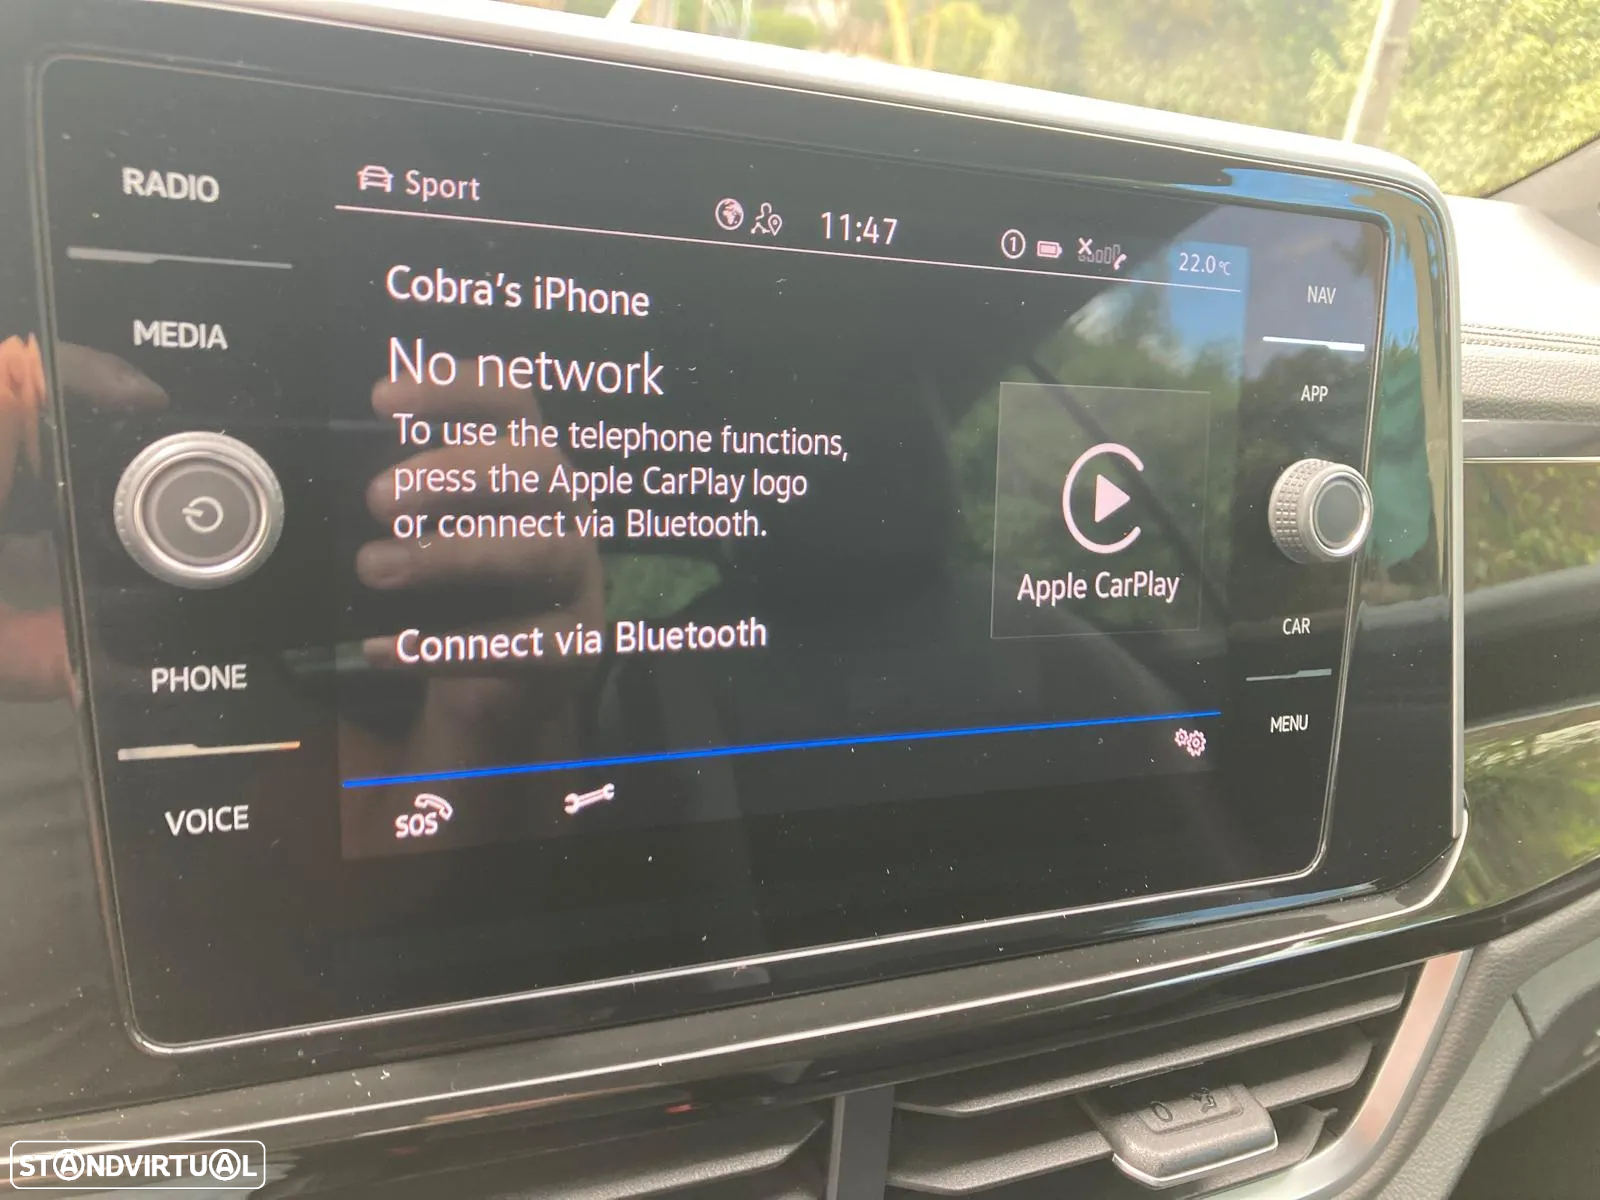 RADIO
MEDIA
PHONE
VOICE
Sport
11:47
1
22.0°C
Cobra's iPhone
No network
To use the telephone functions,
press the Apple CarPlay logo
or connect via Bluetooth.
Connect via Bluetooth
Apple CarPlay
SOS
NAV
APP
CAR
MENU
STANDVIRTUAL